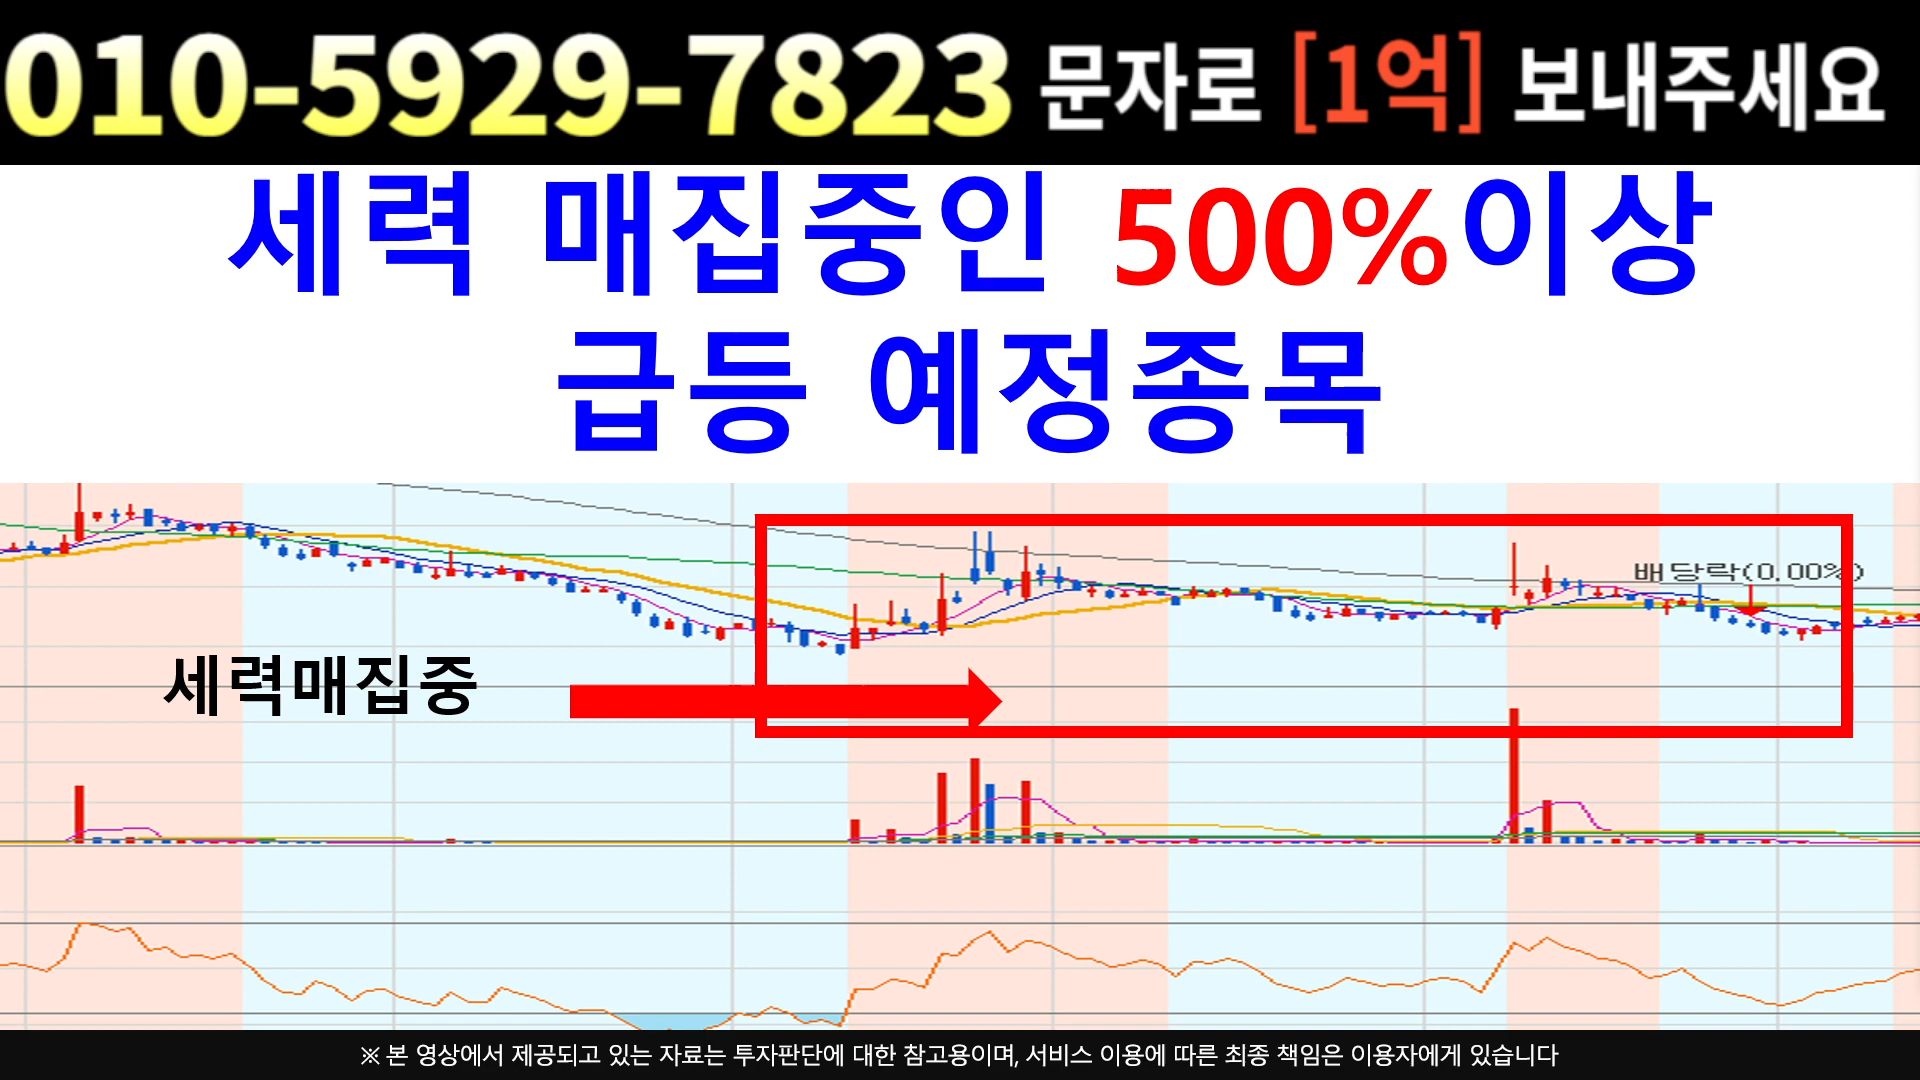 010-5929-7823 문자로 [1억] 보내주세요
세력 매집중인 500%이상
급등 예정종목
배당락(0.00%)
세력매집중
※ 본 영상에서 제공되고 있는 자료는 투자판단에 대한 참고용이며, 서비스 이용에 따른 최종 책임은 이용자에게 있습니다